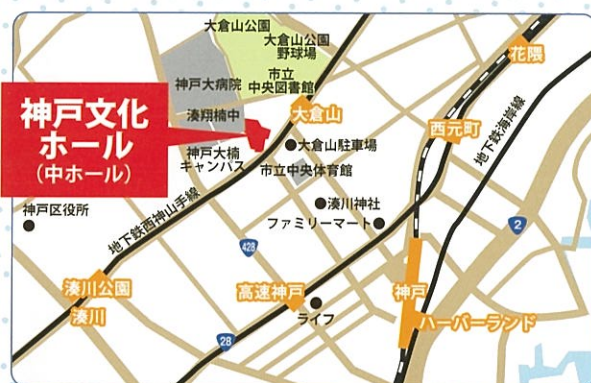 大倉山公園
大倉山公園
野球場
花隈
神戸大病院
市立
中央図書館
大倉山
湊翔楠中
神戸文化
ホール
(中ホール)
西元町
地下鉄海岸線
大倉山駐車場
神戸大楠
キャンパス
市立中央体育館
神戸区役所
湊川神社
ファミリーマート
2
地下鉄西神山手線
428
湊川公園
湊川
高速神戸
神戸
ライフ
ハーバーランド
28